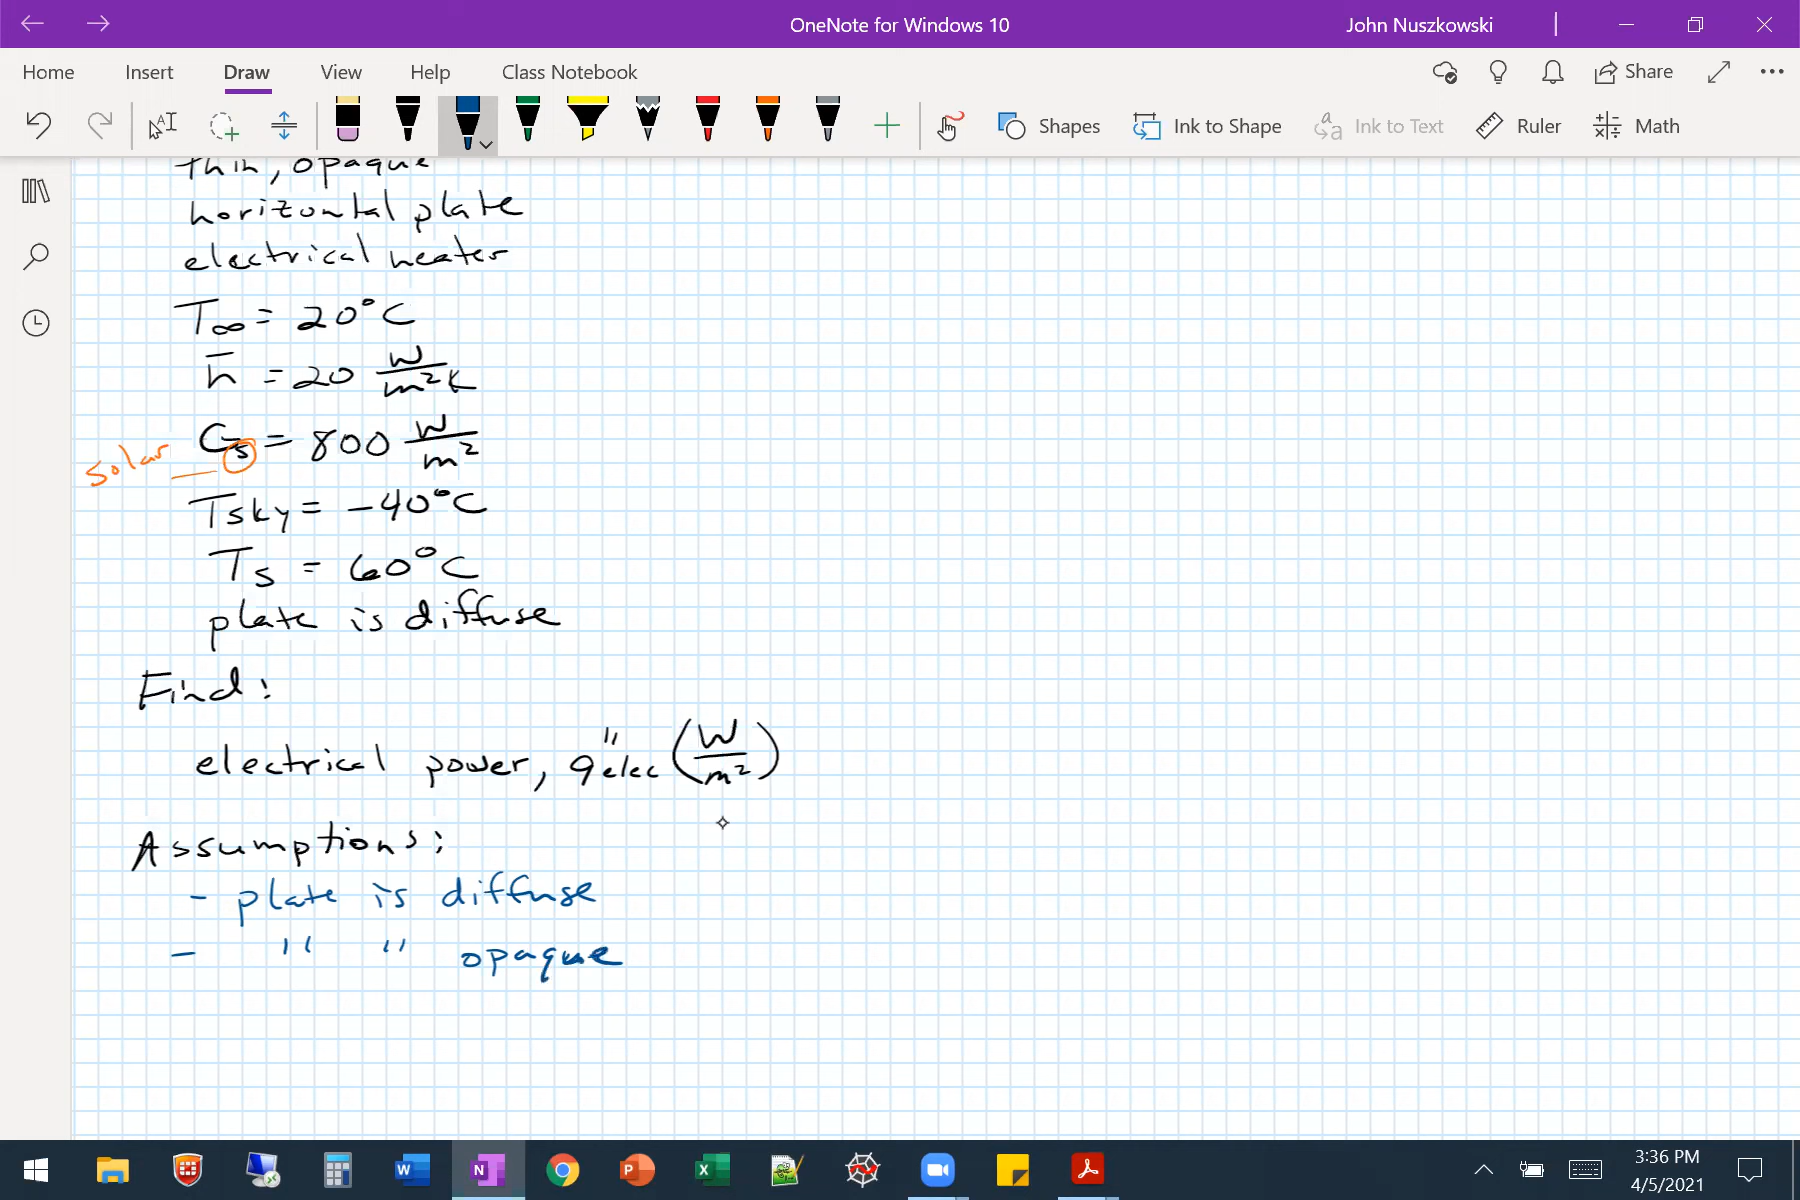 OneNote for Windows 10
John Nuszkowski
Home Insert Draw View Help Class Notebook
Share
Shapes
Ink to Shape
Ink to Text
Ruler
Math
thin, opaque
horizontal plate
electrical heater
T∞ = 20°C
h̅ = 20 W/m²K
solar
Gs = 800 W/m²
Tsky = -40°C
Ts = 60°C
plate is diffuse
Find:
electrical power, q"elec (W/m²)
Assumptions:
- plate is diffuse
- " " opaque
3:36 PM
4/5/2021